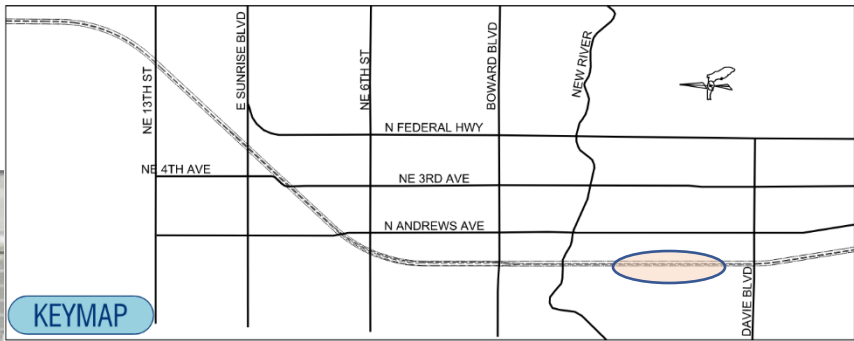 NE 13TH ST
E SUNRISE BLVD
NE 6TH ST
BOWARD BLVD
NEW RIVER
N FEDERAL HWY
NE 4TH AVE
NE 3RD AVE
N ANDREWS AVE
DAVIE BLVD
KEYMAP